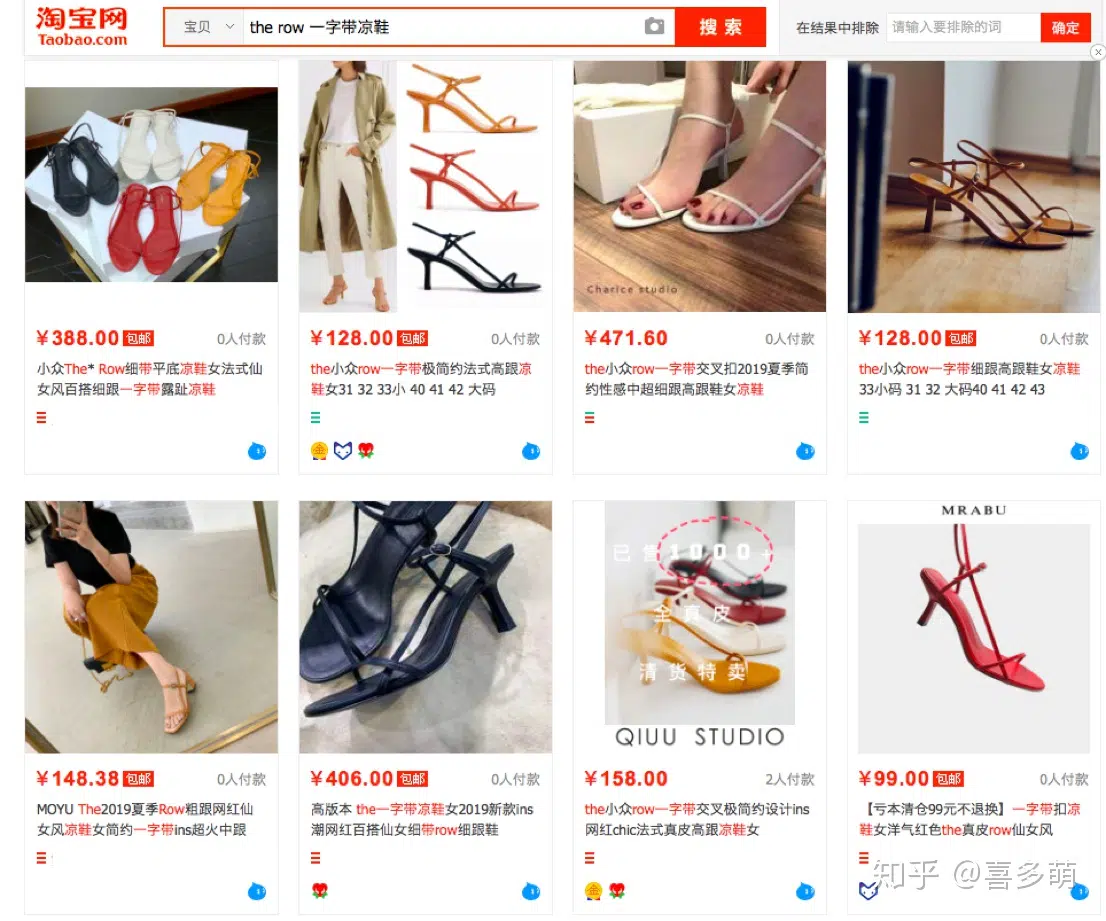 淘宝网
Taobao.com
宝贝
the row 一字带凉鞋
搜 索
在结果中排除
请输入要排除的词
确定
Charice studio
¥388.00 包邮 0人付款
小众The* Row细带平底凉鞋女法式仙
女风百搭细跟一字带露趾凉鞋
¥128.00 包邮 0人付款
the小众row一字带极简约法式高跟凉
鞋女31 32 33小 40 41 42 大码
¥471.60 0人付款
the小众row一字带交叉扣2019夏季简
约性感中超细跟高跟鞋女凉鞋
¥128.00 包邮 0人付款
the小众row一字带细跟高跟鞋女凉鞋
33小码 31 32 大码40 41 42 43
已售1000+
全真皮
清货特卖
QIUU STUDIO
MRABU
¥148.38 包邮 0人付款
MOYU The2019夏季Row粗跟网红仙
女风凉鞋女简约一字带ins超火中跟
¥406.00 包邮 0人付款
高版本 the一字带凉鞋女2019新款ins
潮网红百搭仙女细带row细跟鞋
¥158.00 2人付款
the小众row一字带交叉极简约设计ins
网红chic法式真皮高跟凉鞋女
¥99.00 包邮 0人付款
【亏本清仓99元不退换】一字带扣凉
鞋女洋气红色the真皮row仙女风
知乎 @喜多萌